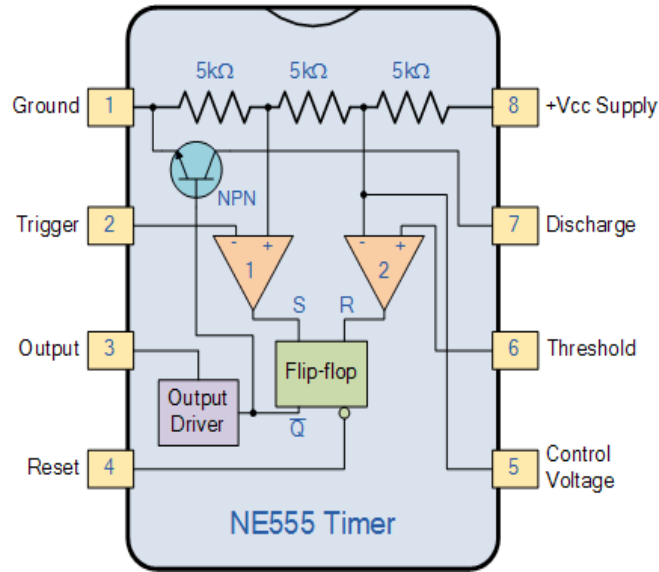 5kΩ 5kΩ 5kΩ
Ground 1 8 +Vcc Supply
NPN
Trigger 2 - + - + 7 Discharge
1 2
S R
Output 3 6 Threshold
Flip-flop
Output
Driver
Q̅
Reset 4 5 Control
Voltage
NE555 Timer